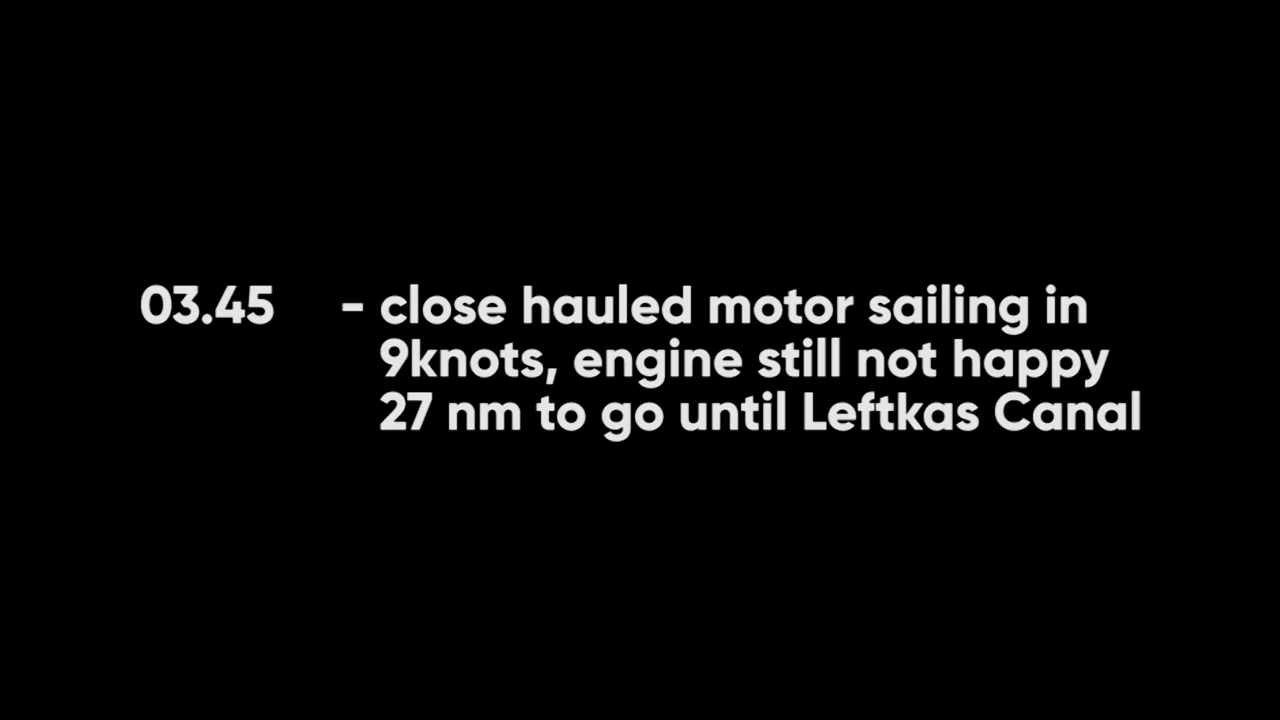 03.45 - close hauled motor sailing in
9knots, engine still not happy
27 nm to go until Leftkas Canal